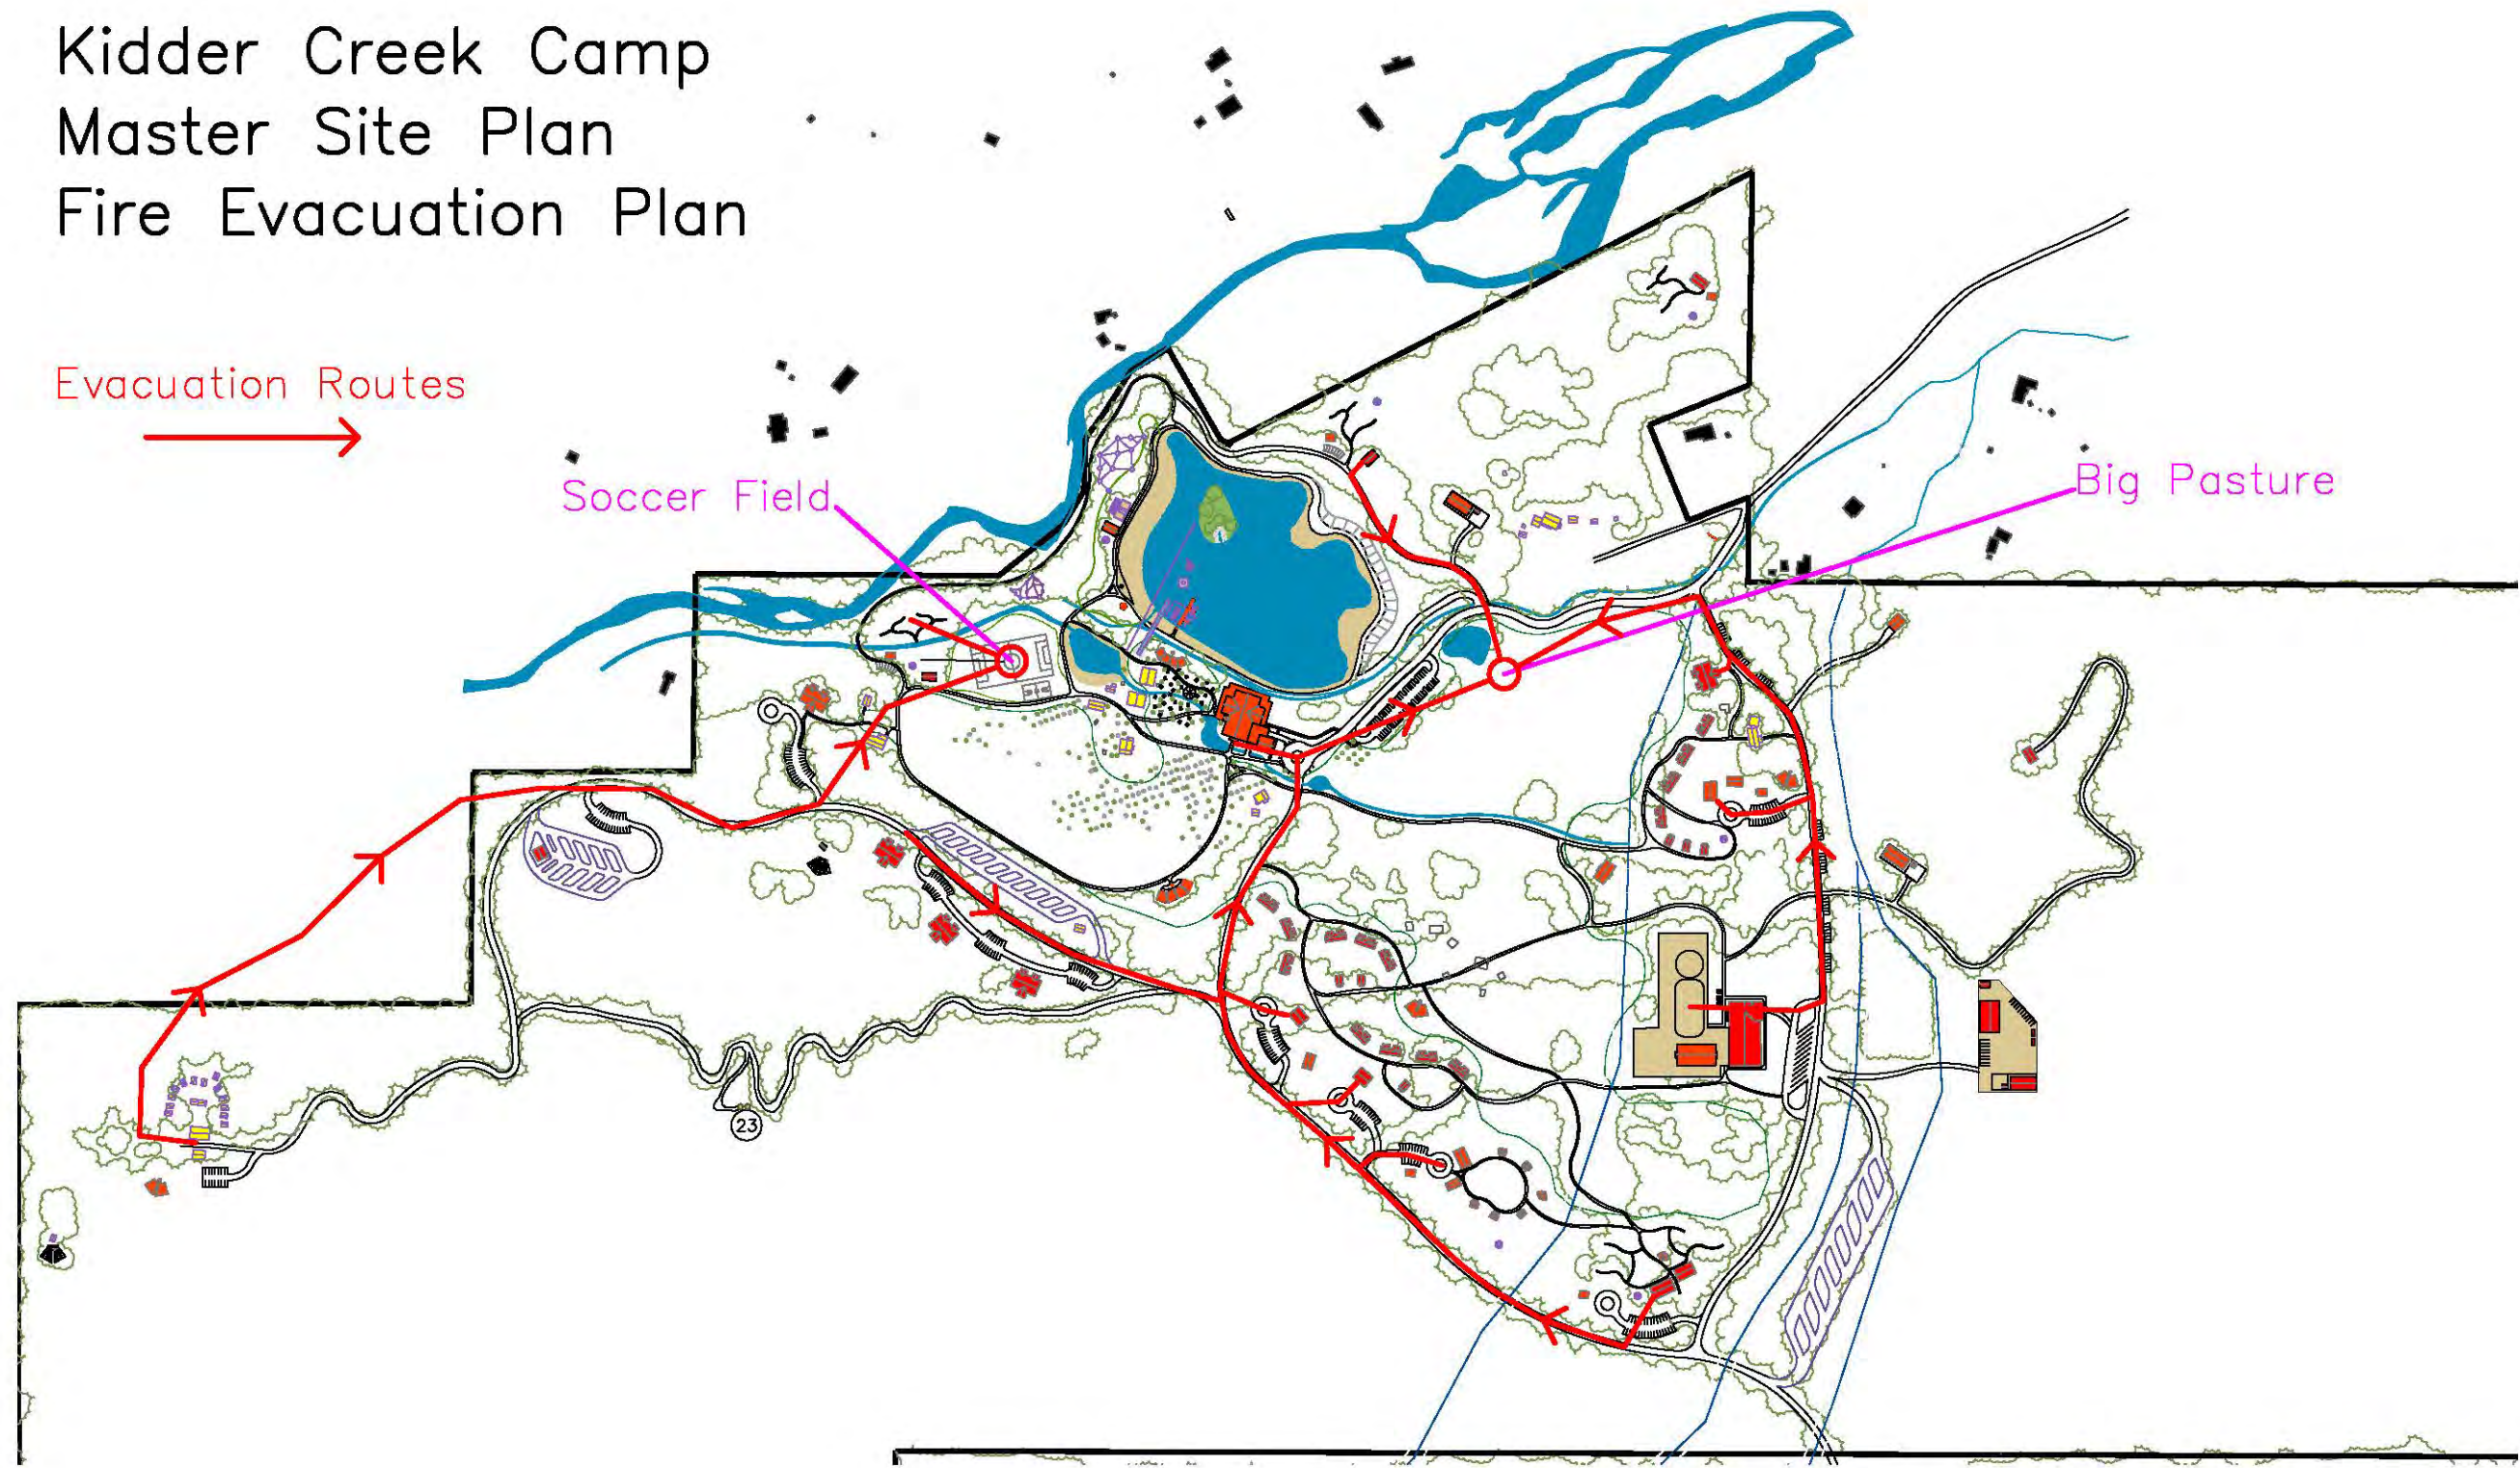 Kidder Creek Camp
Master Site Plan
Fire Evacuation Plan
Evacuation Routes
Soccer Field
Big Pasture
23